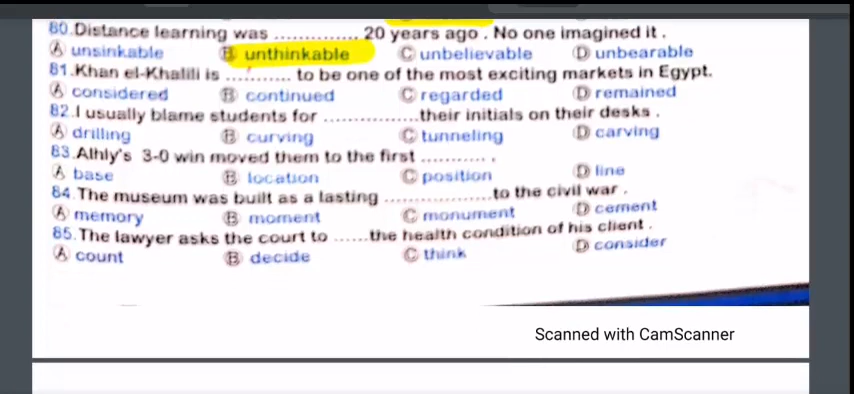 80.Distance learning was .............. 20 years ago . No one imagined it .
A unsinkable B unthinkable C unbelievable D unbearable
81.Khan el-Khalili is ............ to be one of the most exciting markets in Egypt.
A considered B continued C regarded D remained
82.I usually blame students for ................their initials on their desks .
A drilling B curving C tunneling D carving
83.Alhly's 3-0 win moved them to the first ........... .
A base B location C position D line
84.The museum was built as a lasting ..................to the civil war .
A memory B moment C monument D cement
85.The lawyer asks the court to ......the health condition of his client .
A count B decide C think D consider
Scanned with CamScanner